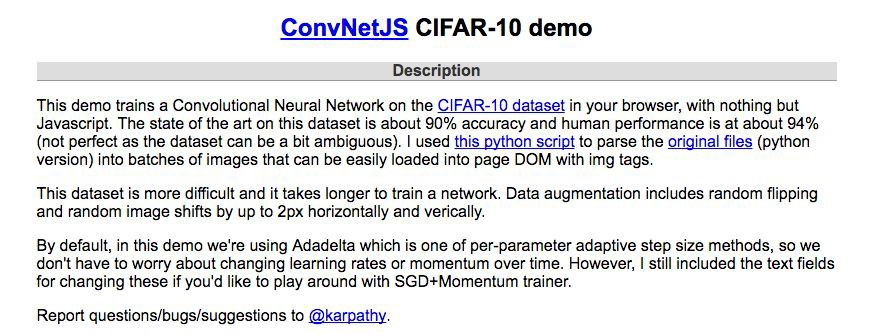 ConvNetJS CIFAR-10 demo
Description
This demo trains a Convolutional Neural Network on the CIFAR-10 dataset in your browser, with nothing but
Javascript. The state of the art on this dataset is about 90% accuracy and human performance is at about 94%
(not perfect as the dataset can be a bit ambiguous). I used this python script to parse the original files (python
version) into batches of images that can be easily loaded into page DOM with img tags.
This dataset is more difficult and it takes longer to train a network. Data augmentation includes random flipping
and random image shifts by up to 2px horizontally and verically.
By default, in this demo we're using Adadelta which is one of per-parameter adaptive step size methods, so we
don't have to worry about changing learning rates or momentum over time. However, I still included the text fields
for changing these if you'd like to play around with SGD+Momentum trainer.
Report questions/bugs/suggestions to @karpathy.